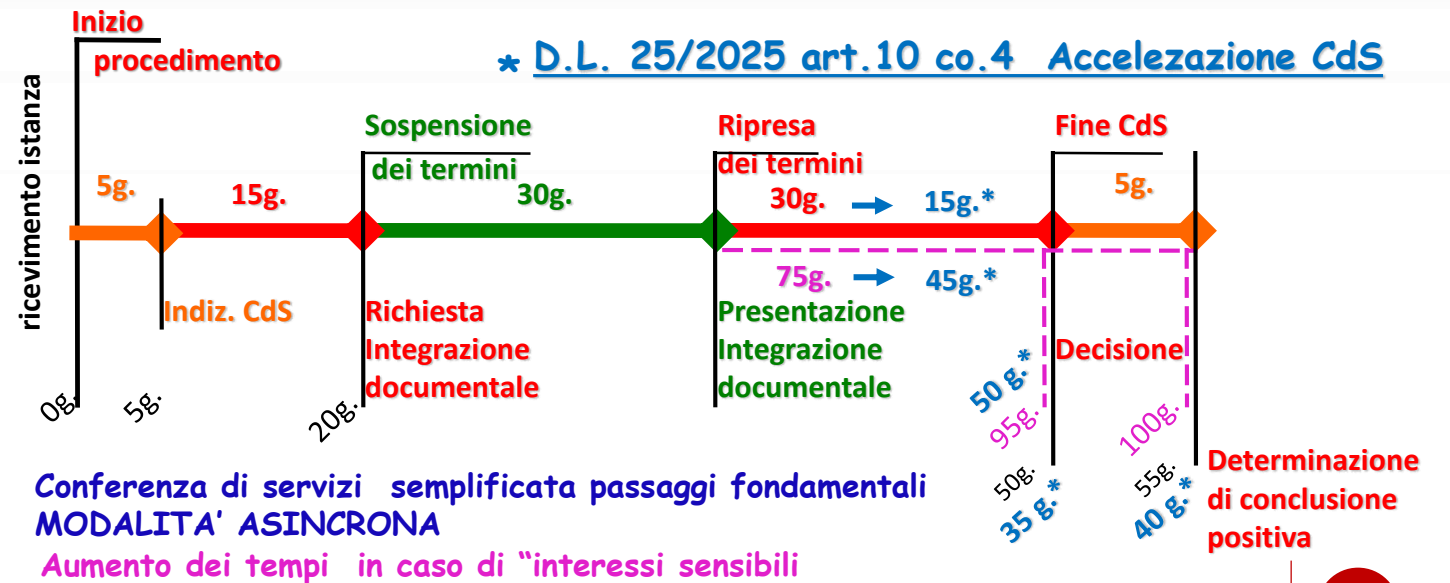 Inizio
procedimento
* D.L. 25/2025 art.10 co.4 Accelezazione CdS
ricevimento istanza
Sospensione
dei termini
Ripresa
dei termini
Fine CdS
5g.
15g.
30g.
30g.
15g.*
5g.
75g.
45g.*
Indiz. CdS
Richiesta
Integrazione
documentale
Presentazione
Integrazione
documentale
Decisione
0g.
5g.
20g.
50 g.*
95g.
100g.
50g.
35 g.*
55g.
40 g.*
Determinazione
di conclusione
positiva
Conferenza di servizi semplificata passaggi fondamentali
MODALITA’ ASINCRONA
Aumento dei tempi in caso di “interessi sensibili